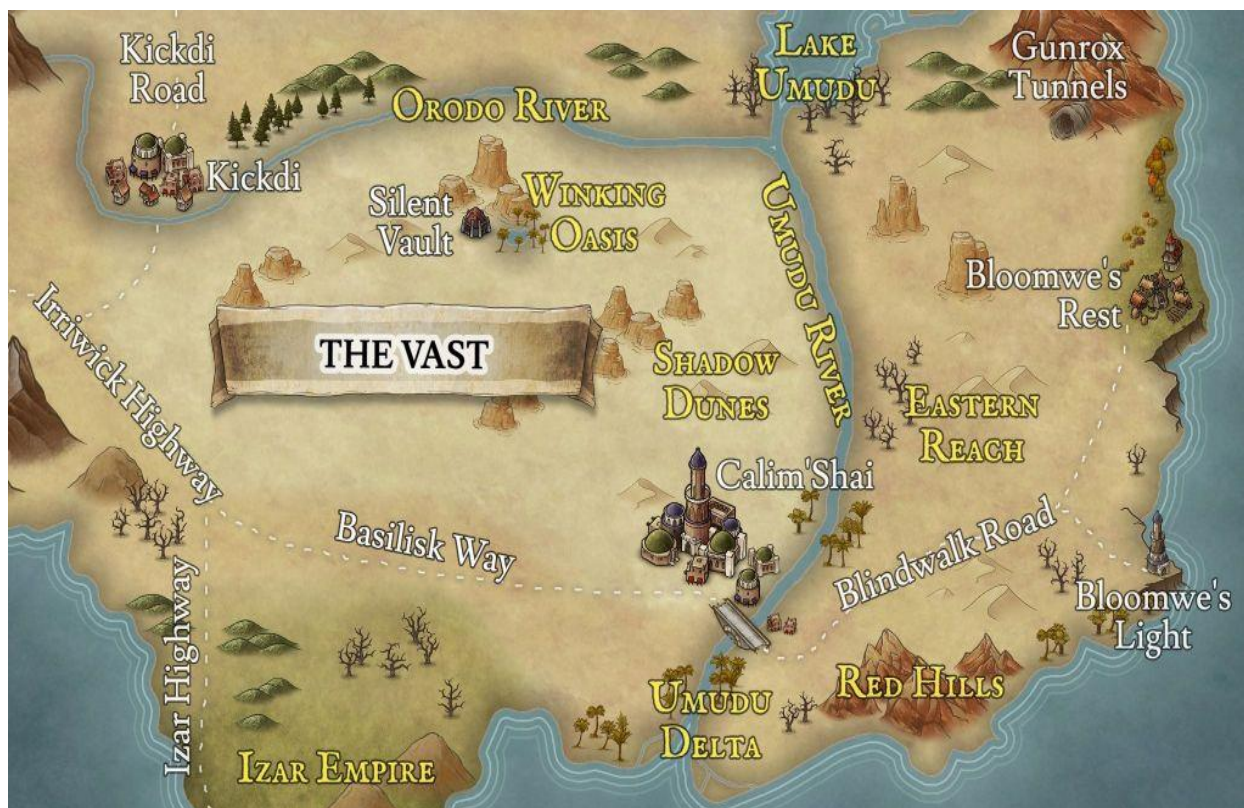 Kickdi
Road
Lake
Umudu
Gunrox
Tunnels
Orodo River
Kickdi
Silent
Vault
Winking
Oasis
Umudu River
Bloomwe's
Rest
Irriwick Highway
THE VAST
Shadow
Dunes
Eastern
Reach
Calim'Shai
Basilisk Way
Blindwalk Road
Bloomwe's
Light
Izar Highway
Red Hills
Umudu
Delta
Izar Empire